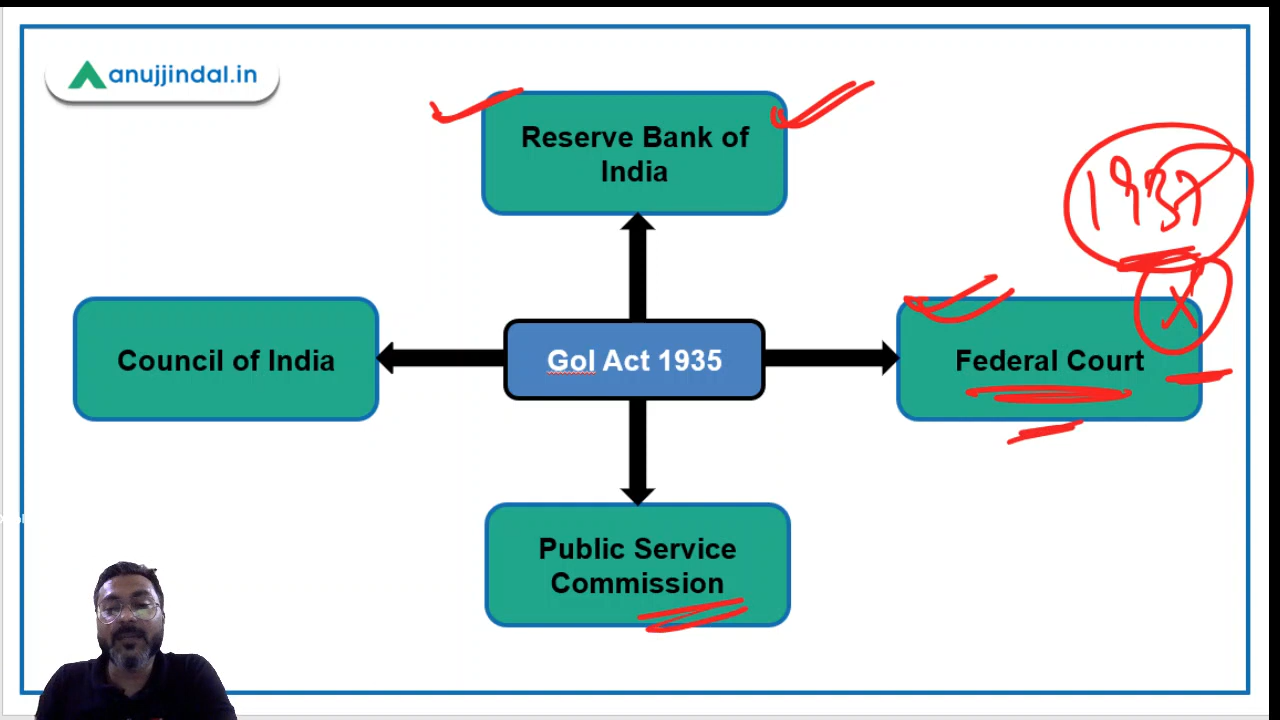 anujjindal.in
Reserve Bank of
India
1937
X
Council of India
GoI Act 1935
Federal Court
Public Service
Commission